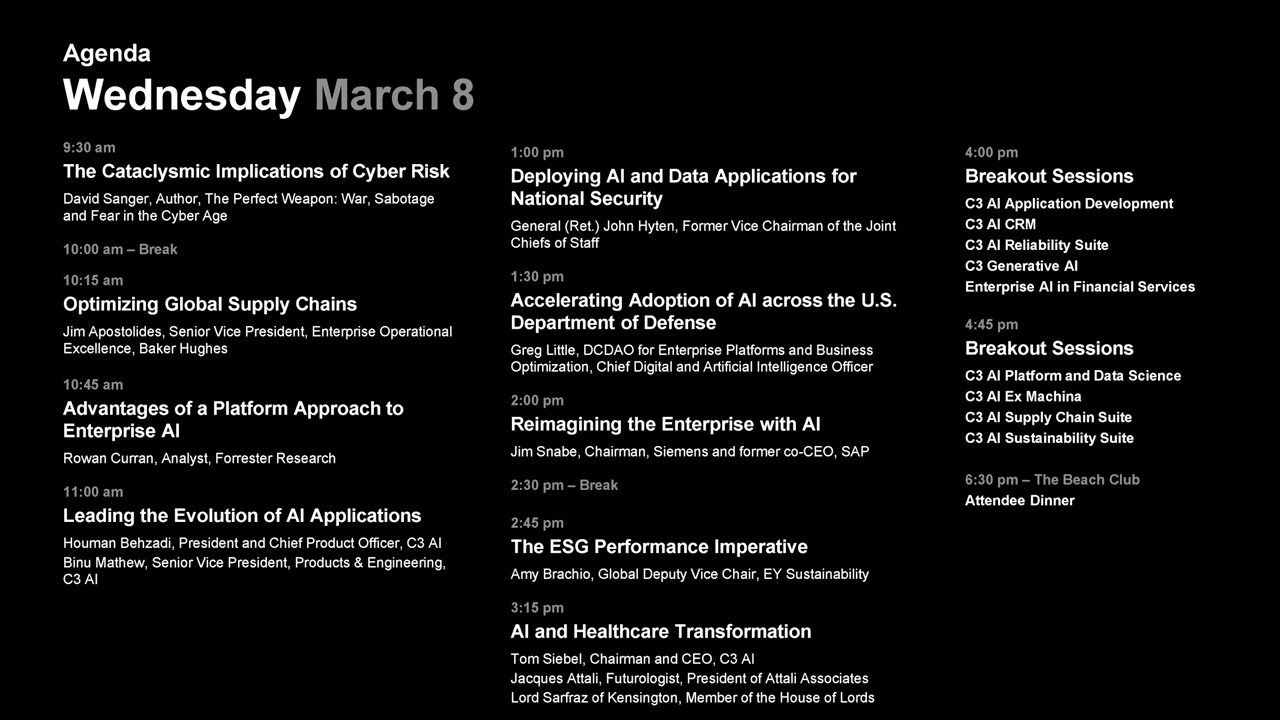 Agenda
Wednesday March 8
9:30 am
The Cataclysmic Implications of Cyber Risk
David Sanger, Author, The Perfect Weapon: War, Sabotage
and Fear in the Cyber Age
10:00 am – Break
10:15 am
Optimizing Global Supply Chains
Jim Apostolides, Senior Vice President, Enterprise Operational
Excellence, Baker Hughes
10:45 am
Advantages of a Platform Approach to
Enterprise AI
Rowan Curran, Analyst, Forrester Research
11:00 am
Leading the Evolution of AI Applications
Houman Behzadi, President and Chief Product Officer, C3 AI
Binu Mathew, Senior Vice President, Products & Engineering,
C3 AI
1:00 pm
Deploying AI and Data Applications for
National Security
General (Ret.) John Hyten, Former Vice Chairman of the Joint
Chiefs of Staff
1:30 pm
Accelerating Adoption of AI across the U.S.
Department of Defense
Greg Little, DCDAO for Enterprise Platforms and Business
Optimization, Chief Digital and Artificial Intelligence Officer
2:00 pm
Reimagining the Enterprise with AI
Jim Snabe, Chairman, Siemens and former co-CEO, SAP
2:30 pm – Break
2:45 pm
The ESG Performance Imperative
Amy Brachio, Global Deputy Vice Chair, EY Sustainability
3:15 pm
AI and Healthcare Transformation
Tom Siebel, Chairman and CEO, C3 AI
Jacques Attali, Futurologist, President of Attali Associates
Lord Sarfraz of Kensington, Member of the House of Lords
4:00 pm
Breakout Sessions
C3 AI Application Development
C3 AI CRM
C3 AI Reliability Suite
C3 Generative AI
Enterprise AI in Financial Services
4:45 pm
Breakout Sessions
C3 AI Platform and Data Science
C3 AI Ex Machina
C3 AI Supply Chain Suite
C3 AI Sustainability Suite
6:30 pm – The Beach Club
Attendee Dinner